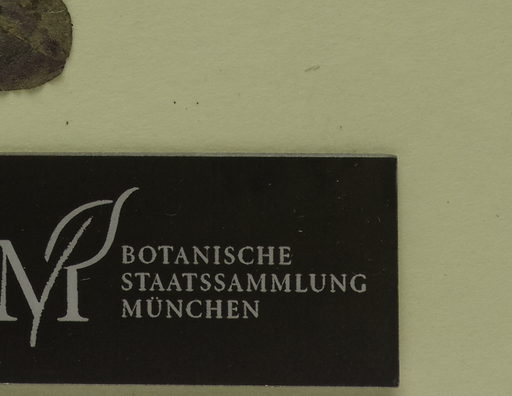 M
BOTANISCHE
STAATSSAMMLUNG
MÜNCHEN